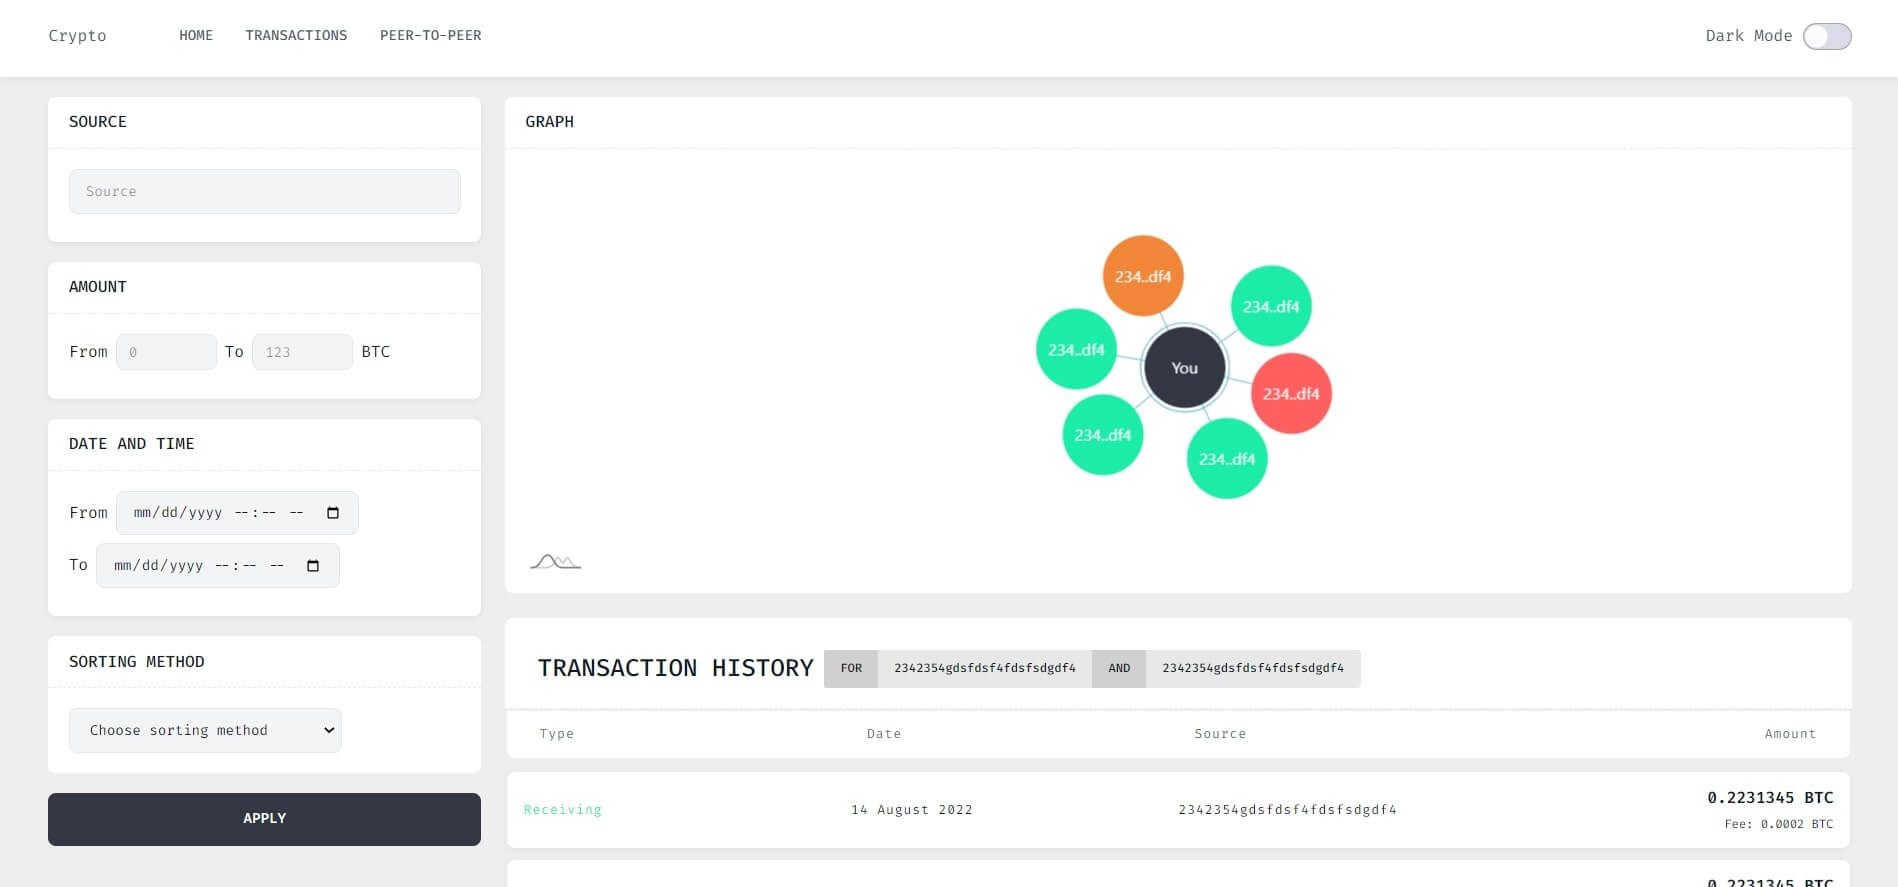 Crypto
HOME
TRANSACTIONS
PEER-TO-PEER
Dark Mode
SOURCE
Source
AMOUNT
From 0 To 123 BTC
DATE AND TIME
From mm/dd/yyyy --:-- --
To mm/dd/yyyy --:-- --
SORTING METHOD
Choose sorting method
APPLY
GRAPH
234..df4
234..df4
234..df4
You
234..df4
234..df4
234..df4
TRANSACTION HISTORY FOR 2342354gdsfdsf4fdsfsdgdf4 AND 2342354gdsfdsf4fdsfsdgdf4
Type Date Source Amount
Receiving 14 August 2022 2342354gdsfdsf4fdsfsdgdf4 0.2231345 BTC
Fee: 0.0002 BTC
0.2231345 BTC